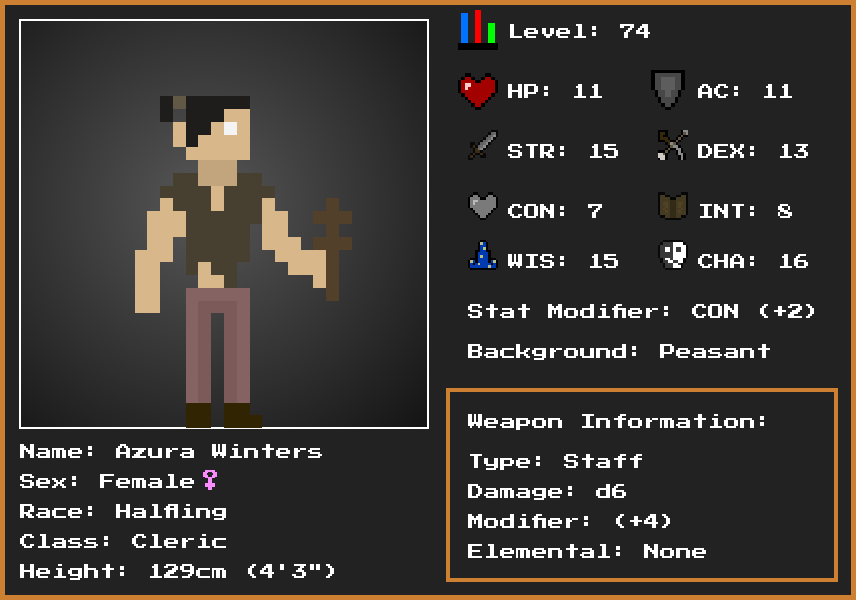 Level: 74
HP: 11 AC: 11
STR: 15 DEX: 13
CON: 7 INT: 8
WIS: 15 CHA: 16
Stat Modifier: CON (+2)
Background: Peasant
Weapon Information:
Type: Staff
Damage: d6
Modifier: (+4)
Elemental: None
Name: Azura Winters
Sex: Female♀
Race: Halfling
Class: Cleric
Height: 129cm (4'3")